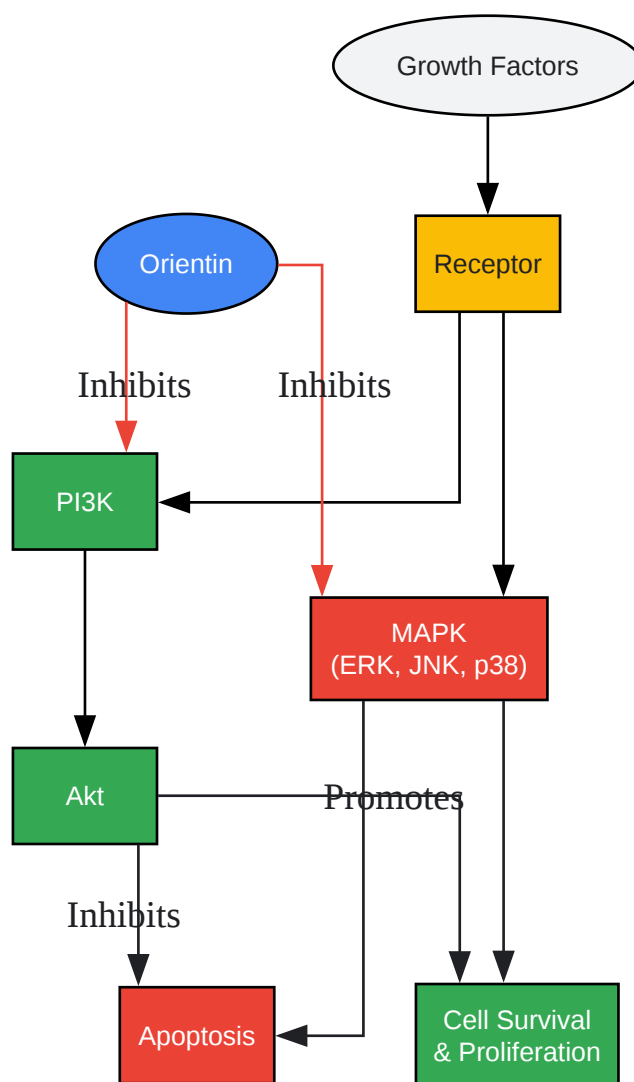 Growth Factors
Orientin
Receptor
Inhibits
Inhibits
PI3K
MAPK
(ERK, JNK, p38)
Akt
Promotes
Inhibits
Apoptosis
Cell Survival
& Proliferation